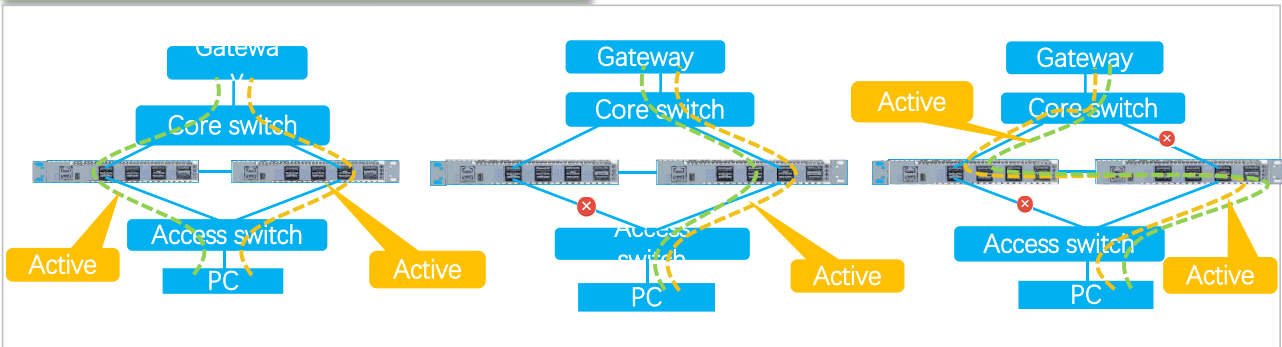 Gateway
Core switch
Active
Access switch
Active
PC
Gateway
Core switch
Access
switch
Active
PC
Gateway
Active
Core switch
Access switch
Active
PC